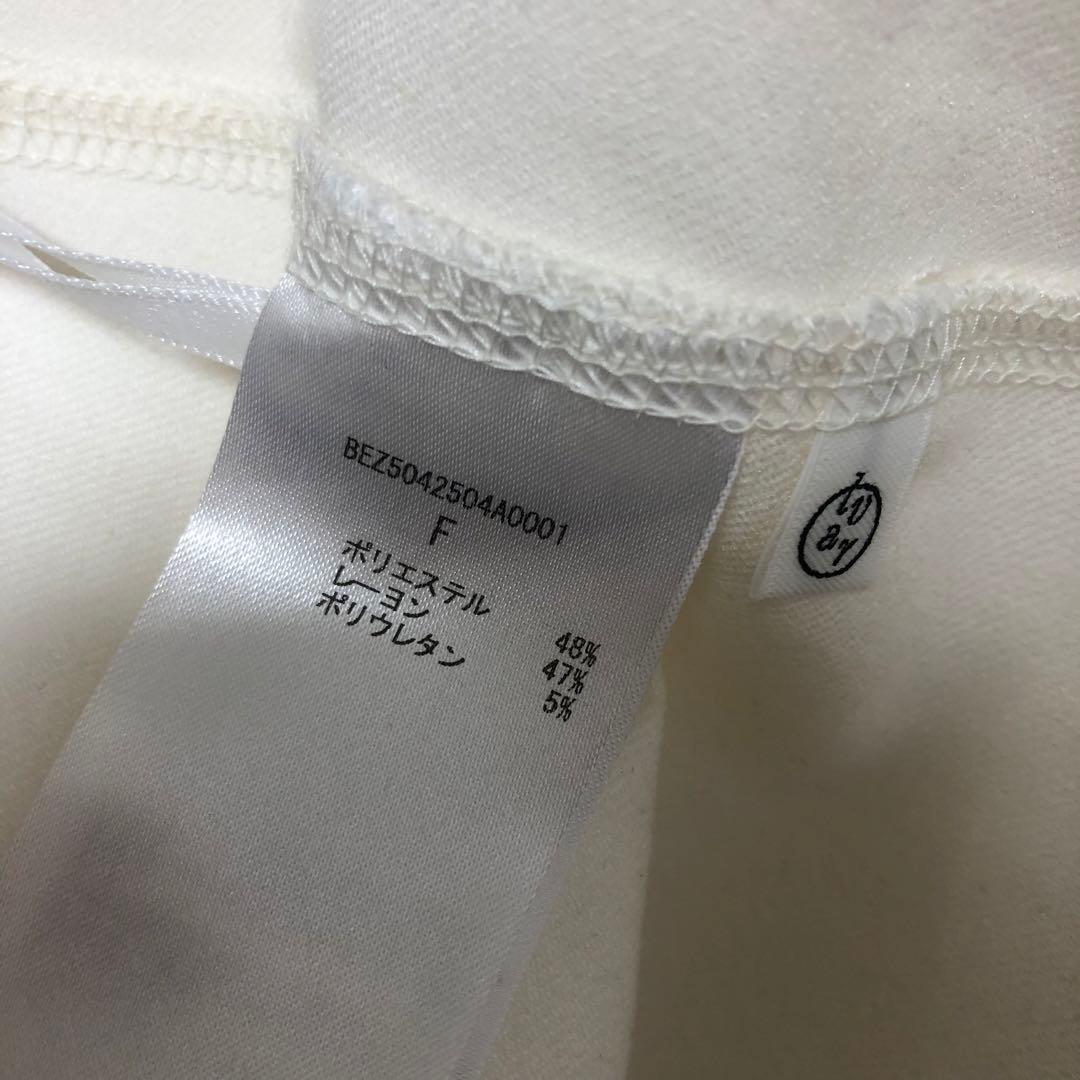 BEZ5042504A0001
F
ポリエステル 48%
レーヨン 47%
ポリウレタン 5%